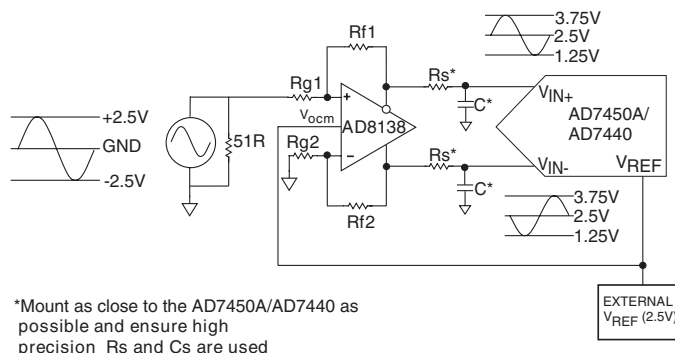 3.75V
2.5V
1.25V
Rf1
Rg1
Rs*
C*
VIN+
Vocm
AD8138
AD7450A/
AD7440
+2.5V
GND
-2.5V
51R
Rg2
Rs*
C*
VIN-
VREF
Rf2
3.75V
2.5V
1.25V
+
−
EXTERNAL
VREF (2.5V)
*Mount as close to the AD7450A/AD7440 as
possible and ensure high
precision Rs and Cs are used